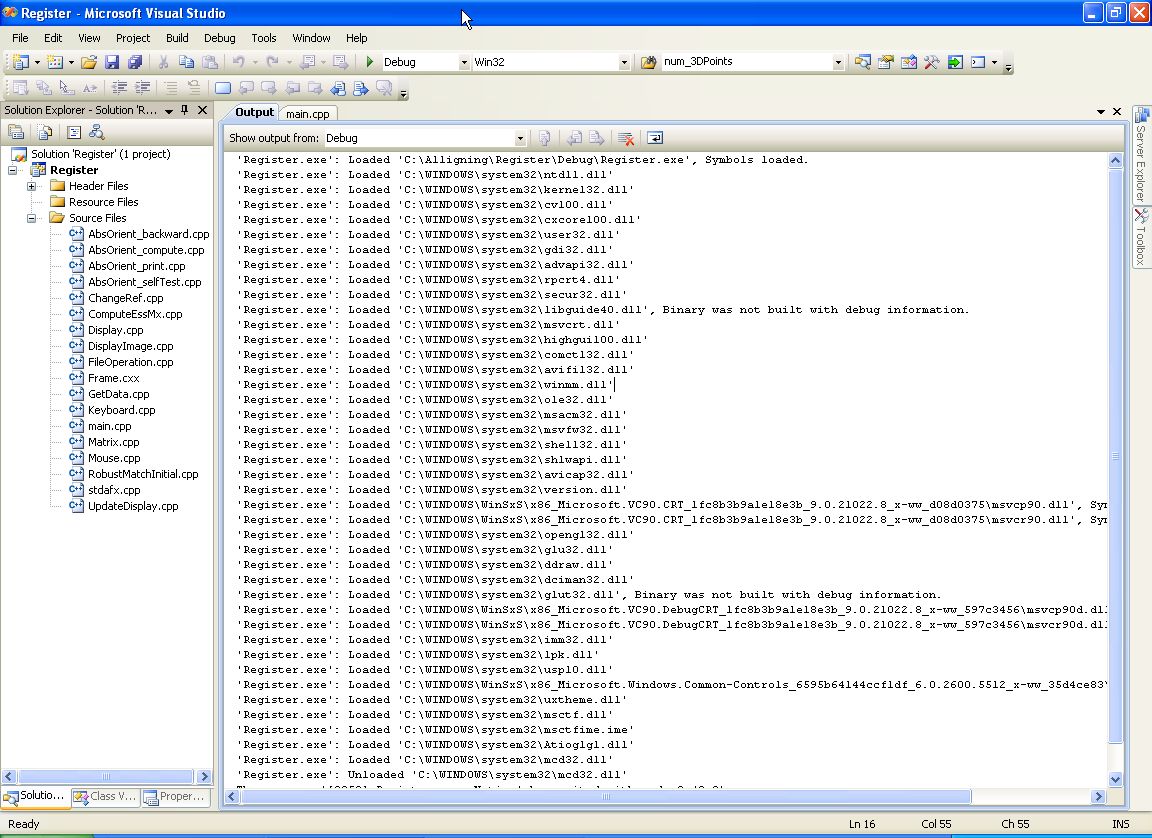 Register - Microsoft Visual Studio
File Edit View Project Build Debug Tools Window Help
Debug Win32 num_3DPoints
Solution Explorer - Solution 'R...
Output main.cpp
Show output from: Debug
Solution 'Register' (1 project)
Register
Header Files
Resource Files
Source Files
AbsOrient_backward.cpp
AbsOrient_compute.cpp
AbsOrient_print.cpp
AbsOrient_selfTest.cpp
ChangeRef.cpp
ComputeEssMx.cpp
Display.cpp
DisplayImage.cpp
FileOperation.cpp
Frame.cxx
GetData.cpp
Keyboard.cpp
main.cpp
Matrix.cpp
Mouse.cpp
RobustMatchInitial.cpp
stdafx.cpp
UpdateDisplay.cpp
'Register.exe': Loaded 'C:\Alligning\Register\Debug\Register.exe', Symbols loaded.
'Register.exe': Loaded 'C:\WINDOWS\system32\ntdll.dll'
'Register.exe': Loaded 'C:\WINDOWS\system32\kernel32.dll'
'Register.exe': Loaded 'C:\WINDOWS\system32\cv100.dll'
'Register.exe': Loaded 'C:\WINDOWS\system32\cxcore100.dll'
'Register.exe': Loaded 'C:\WINDOWS\system32\user32.dll'
'Register.exe': Loaded 'C:\WINDOWS\system32\gdi32.dll'
'Register.exe': Loaded 'C:\WINDOWS\system32\advapi32.dll'
'Register.exe': Loaded 'C:\WINDOWS\system32\rpcrt4.dll'
'Register.exe': Loaded 'C:\WINDOWS\system32\secur32.dll'
'Register.exe': Loaded 'C:\WINDOWS\system32\libguide40.dll', Binary was not built with debug information.
'Register.exe': Loaded 'C:\WINDOWS\system32\msvcrt.dll'
'Register.exe': Loaded 'C:\WINDOWS\system32\highgui100.dll'
'Register.exe': Loaded 'C:\WINDOWS\system32\comctl32.dll'
'Register.exe': Loaded 'C:\WINDOWS\system32\avifil32.dll'
'Register.exe': Loaded 'C:\WINDOWS\system32\winmm.dll'
'Register.exe': Loaded 'C:\WINDOWS\system32\ole32.dll'
'Register.exe': Loaded 'C:\WINDOWS\system32\msacm32.dll'
'Register.exe': Loaded 'C:\WINDOWS\system32\msvfw32.dll'
'Register.exe': Loaded 'C:\WINDOWS\system32\shell32.dll'
'Register.exe': Loaded 'C:\WINDOWS\system32\shlwapi.dll'
'Register.exe': Loaded 'C:\WINDOWS\system32\avicap32.dll'
'Register.exe': Loaded 'C:\WINDOWS\system32\version.dll'
'Register.exe': Loaded 'C:\WINDOWS\WinSxS\x86_Microsoft.VC90.CRT_1fc8b3b9a1e18e3b_9.0.21022.8_x-ww_d08d0375\msvcp90.dll', Sym
'Register.exe': Loaded 'C:\WINDOWS\WinSxS\x86_Microsoft.VC90.CRT_1fc8b3b9a1e18e3b_9.0.21022.8_x-ww_d08d0375\msvcr90.dll', Sym
'Register.exe': Loaded 'C:\WINDOWS\system32\opengl32.dll'
'Register.exe': Loaded 'C:\WINDOWS\system32\glu32.dll'
'Register.exe': Loaded 'C:\WINDOWS\system32\ddraw.dll'
'Register.exe': Loaded 'C:\WINDOWS\system32\dciman32.dll'
'Register.exe': Loaded 'C:\WINDOWS\system32\glut32.dll', Binary was not built with debug information.
'Register.exe': Loaded 'C:\WINDOWS\WinSxS\x86_Microsoft.VC90.DebugCRT_1fc8b3b9a1e18e3b_9.0.21022.8_x-ww_597c3456\msvcp90d.dll
'Register.exe': Loaded 'C:\WINDOWS\WinSxS\x86_Microsoft.VC90.DebugCRT_1fc8b3b9a1e18e3b_9.0.21022.8_x-ww_597c3456\msvcr90d.dll
'Register.exe': Loaded 'C:\WINDOWS\system32\imm32.dll'
'Register.exe': Loaded 'C:\WINDOWS\system32\lpk.dll'
'Register.exe': Loaded 'C:\WINDOWS\system32\usp10.dll'
'Register.exe': Loaded 'C:\WINDOWS\WinSxS\x86_Microsoft.Windows.Common-Controls_6595b64144ccf1df_6.0.2600.5512_x-ww_35d4ce83\
'Register.exe': Loaded 'C:\WINDOWS\system32\uxtheme.dll'
'Register.exe': Loaded 'C:\WINDOWS\system32\msctf.dll'
'Register.exe': Loaded 'C:\WINDOWS\system32\msctfime.ime'
'Register.exe': Loaded 'C:\WINDOWS\system32\Atioglgl.dll'
'Register.exe': Loaded 'C:\WINDOWS\system32\mcd32.dll'
'Register.exe': Unloaded 'C:\WINDOWS\system32\mcd32.dll'
Server Explorer
Toolbox
Solutio... Class V... Proper...
Ready Ln 16 Col 55 Ch 55 INS